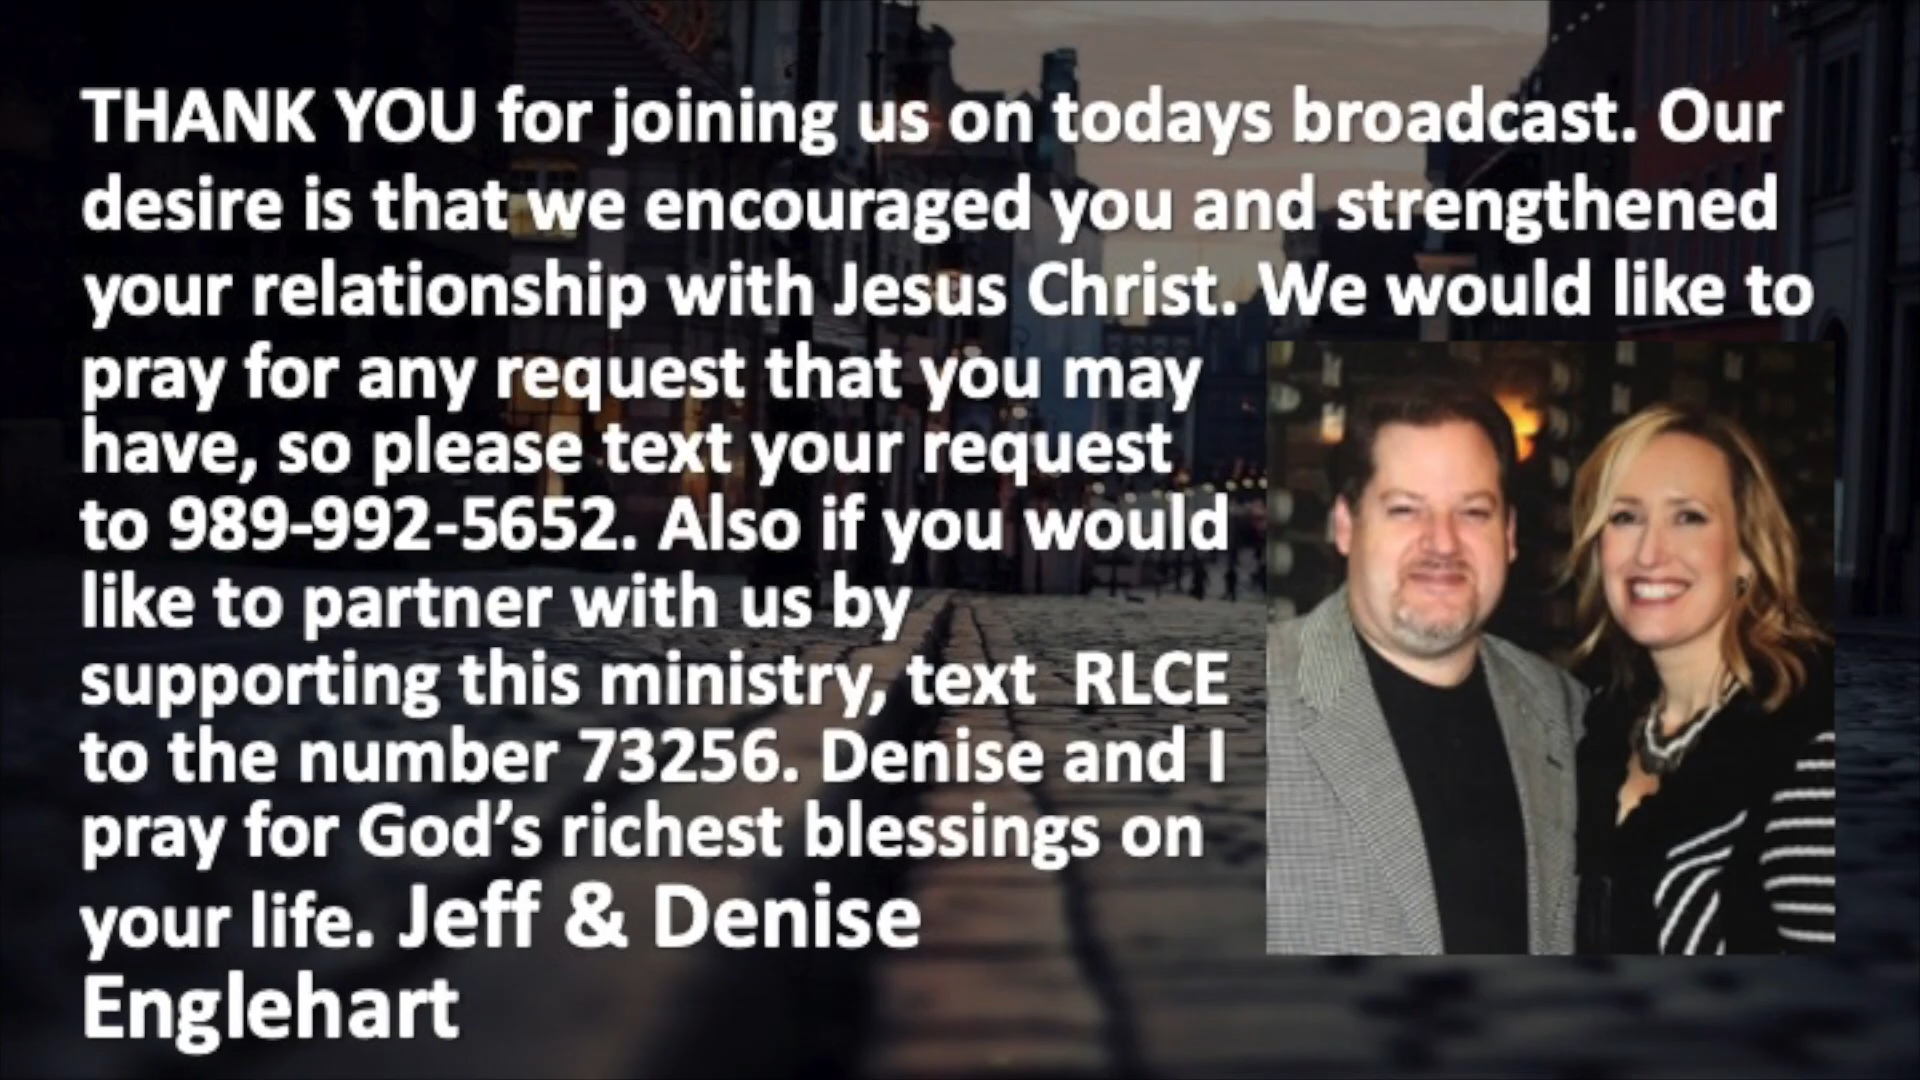 THANK YOU for joining us on todays broadcast. Our
desire is that we encouraged you and strengthened
your relationship with Jesus Christ. We would like to
pray for any request that you may
have, so please text your request
to 989-992-5652. Also if you would
like to partner with us by
supporting this ministry, text  RLCE
to the number 73256. Denise and I
pray for God’s richest blessings on
your life. Jeff & Denise
Englehart